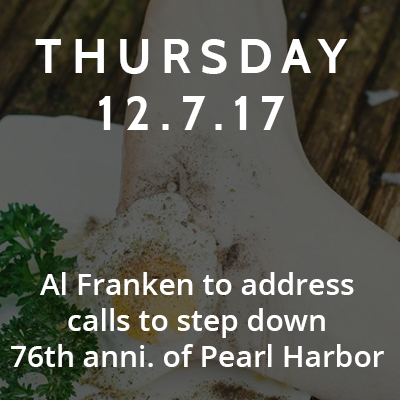 THURSDAY
12.7.17
Al Franken to address
calls to step down
76th anni. of Pearl Harbor